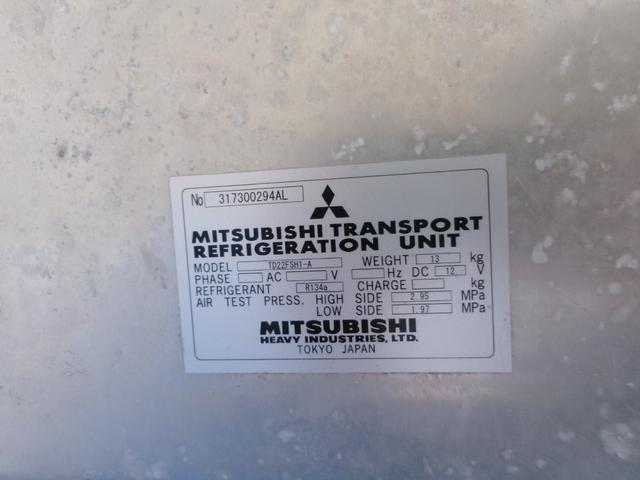 No 317300294AL
MITSUBISHI TRANSPORT
REFRIGERATION UNIT
MODEL TD22FSH1-A WEIGHT 13 kg
PHASE AC V Hz DC 12 V
REFRIGERANT R134a CHARGE kg
AIR TEST PRESS. HIGH SIDE 2.95 MPa
LOW SIDE 1.97 MPa
MITSUBISHI
HEAVY INDUSTRIES, LTD.
TOKYO JAPAN